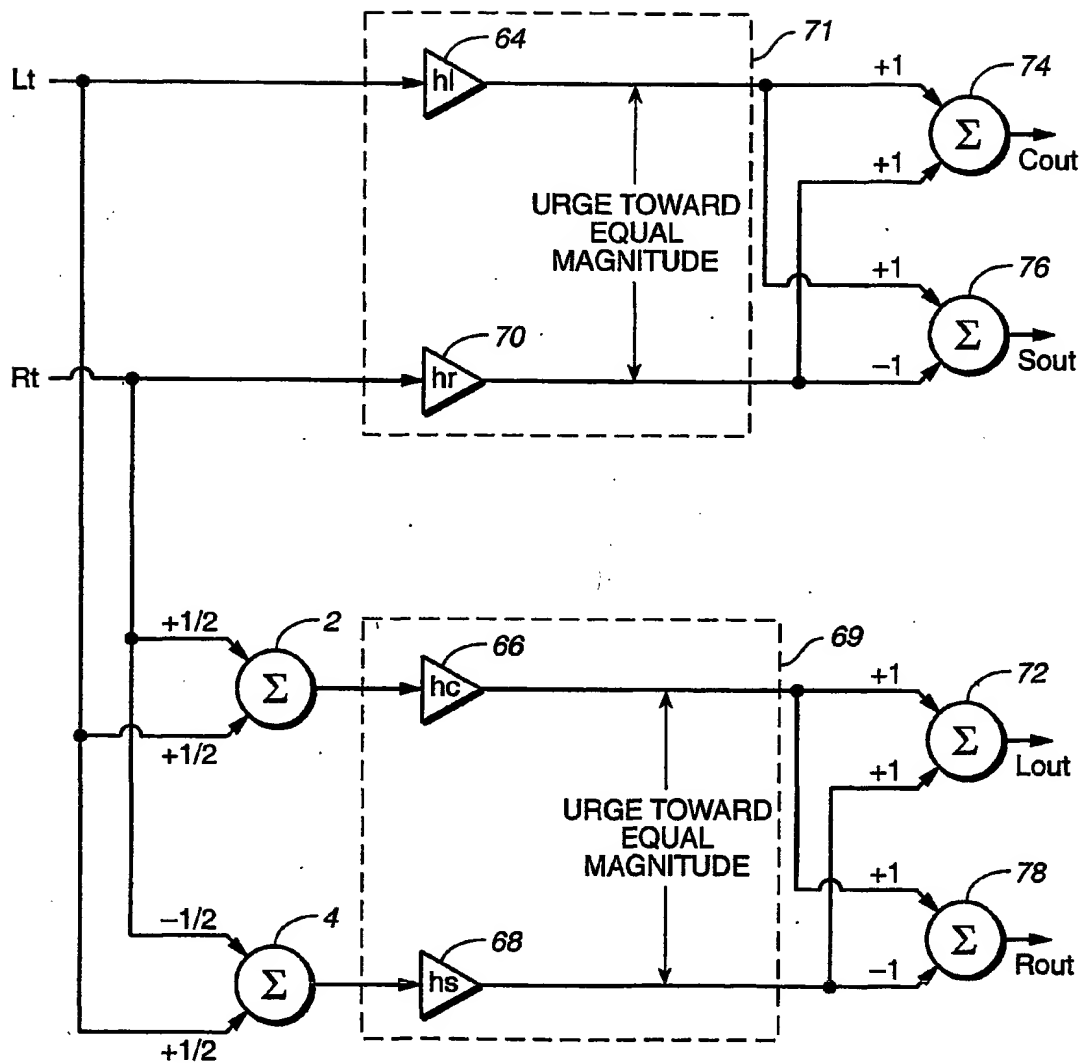 64
71
Lt
hl
+1
74
Σ
Cout
+1
URGE TOWARD
EQUAL
MAGNITUDE
+1
76
Σ
Sout
70
Rt
hr
−1
+1/2
2
66
69
Σ
hc
+1
72
+1/2
Σ
Lout
+1
URGE TOWARD
EQUAL
MAGNITUDE
+1
78
−1/2
4
68
Σ
Rout
Σ
hs
−1
+1/2